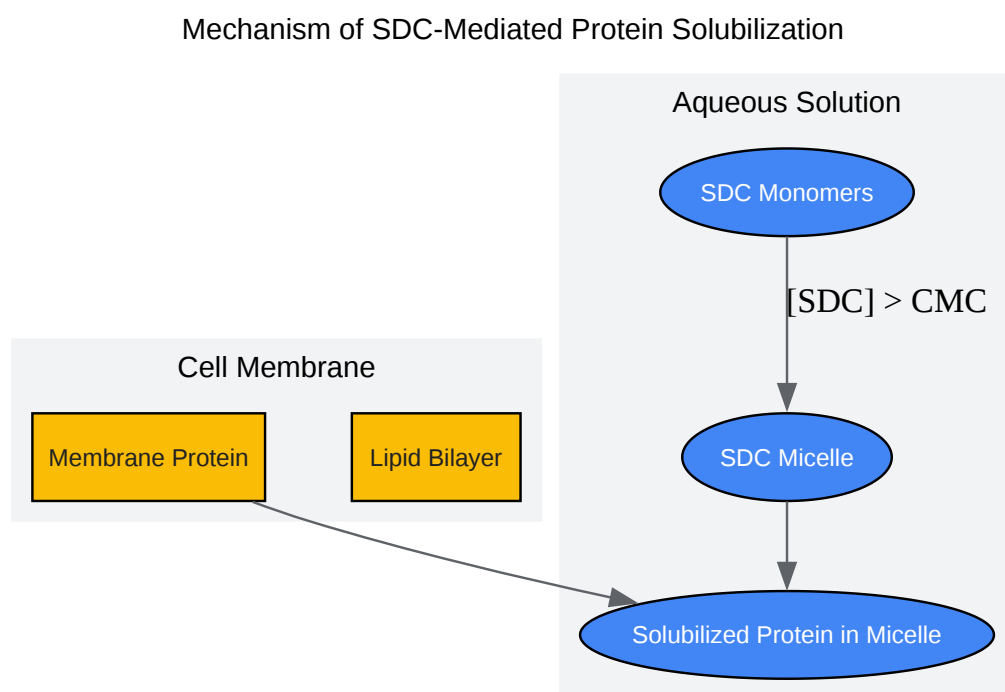 Mechanism of SDC-Mediated Protein Solubilization
Aqueous Solution
SDC Monomers
[SDC] > CMC
Cell Membrane
Membrane Protein
Lipid Bilayer
SDC Micelle
Solubilized Protein in Micelle